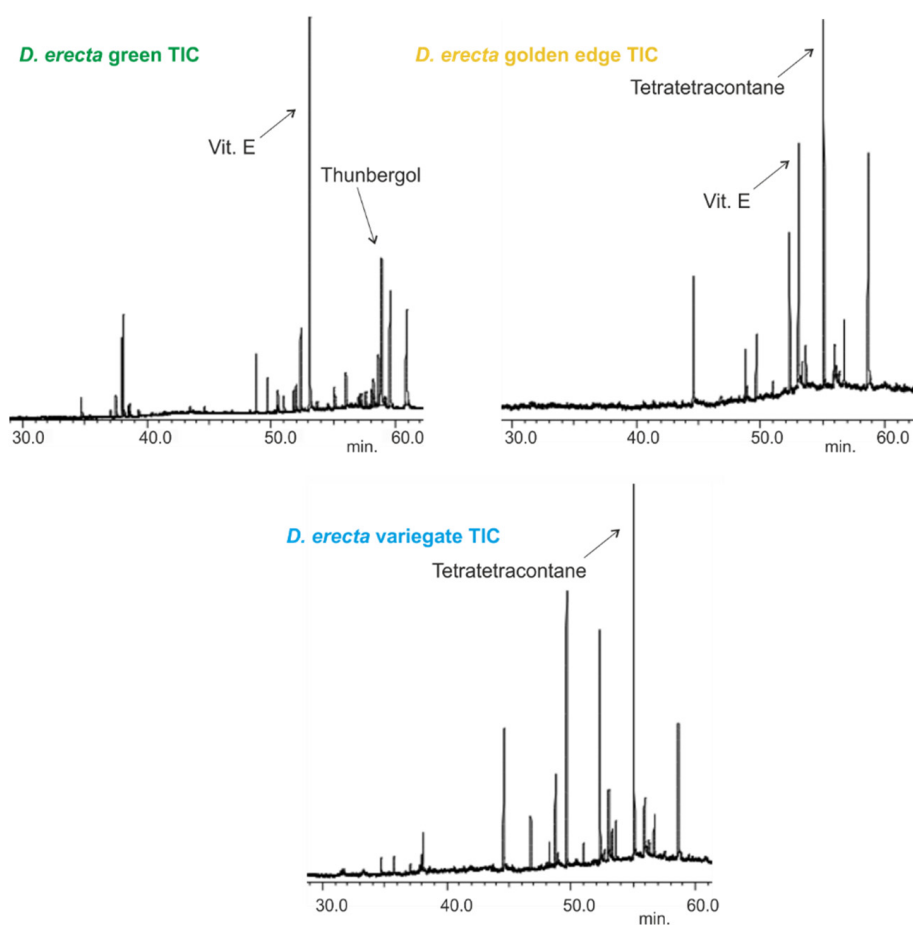 D. erecta green TIC
Vit. E
Thunbergol
30.0 40.0 50.0 60.0
min.
D. erecta golden edge TIC
Tetratetracontane
Vit. E
30.0 40.0 50.0 60.0
min.
D. erecta variegate TIC
Tetratetracontane
30.0 40.0 50.0 60.0
min.